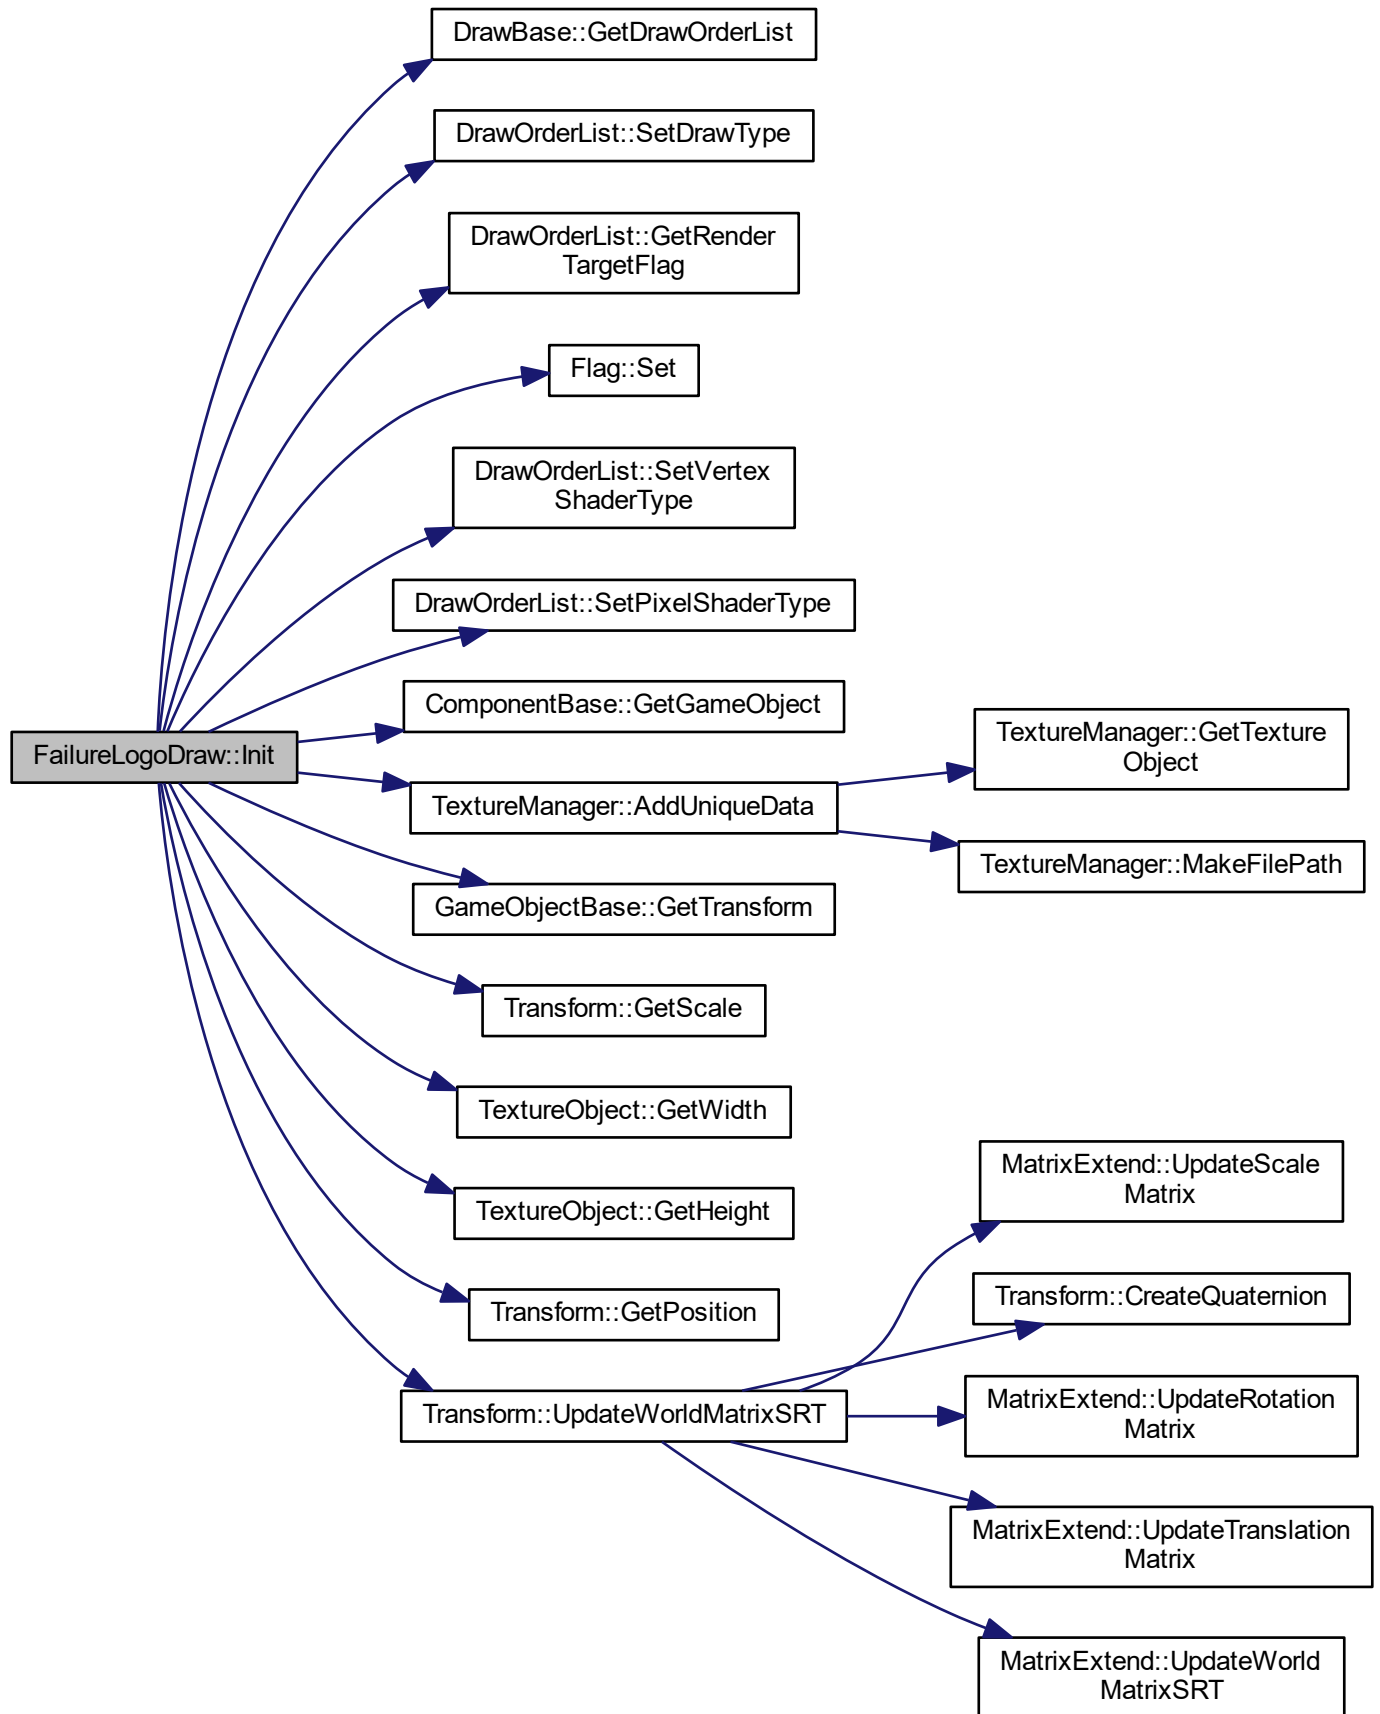 DrawBase::GetDrawOrderList
DrawOrderList::SetDrawType
DrawOrderList::GetRender
TargetFlag
Flag::Set
DrawOrderList::SetVertex
ShaderType
DrawOrderList::SetPixelShaderType
ComponentBase::GetGameObject
FailureLogoDraw::Init
TextureManager::AddUniqueData
TextureManager::GetTexture
Object
TextureManager::MakeFilePath
GameObjectBase::GetTransform
Transform::GetScale
TextureObject::GetWidth
TextureObject::GetHeight
Transform::GetPosition
Transform::UpdateWorldMatrixSRT
MatrixExtend::UpdateScale
Matrix
Transform::CreateQuaternion
MatrixExtend::UpdateRotation
Matrix
MatrixExtend::UpdateTranslation
Matrix
MatrixExtend::UpdateWorld
MatrixSRT